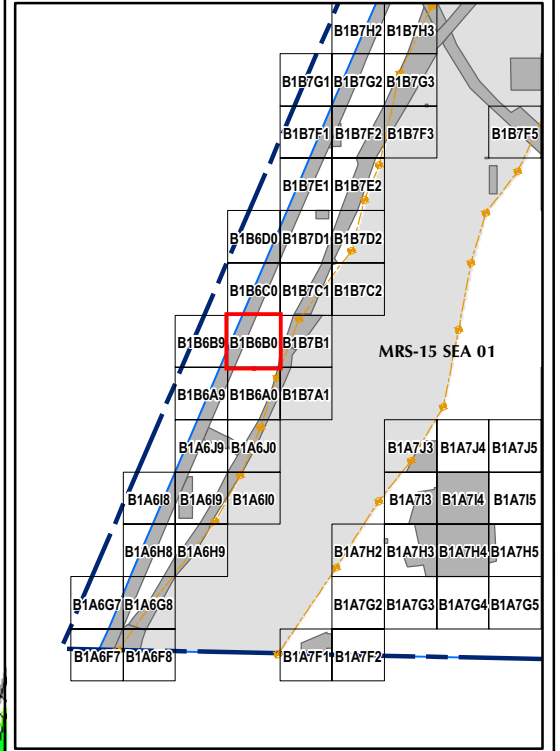 B1B7H2 B1B7H3
B1B7G1 B1B7G2 B1B7G3
B1B7F1 B1B7F2 B1B7F3 B1B7F5
B1B7E1 B1B7E2
B1B6D0 B1B7D1 B1B7D2
B1B6C0 B1B7C1 B1B7C2
B1B6B9 B1B6B0 B1B7B1
MRS-15 SEA 01
B1B6A9 B1B6A0 B1B7A1
B1A6J9 B1A6J0 B1A7J3 B1A7J4 B1A7J5
B1A6I8 B1A6I9 B1A6I0 B1A7I3 B1A7I4 B1A7I5
B1A6H8 B1A6H9 B1A7H2 B1A7H3 B1A7H4 B1A7H5
B1A6G7 B1A6G8 B1A7G2 B1A7G3 B1A7G4 B1A7G5
B1A6F7 B1A6F8 B1A7F1 B1A7F2